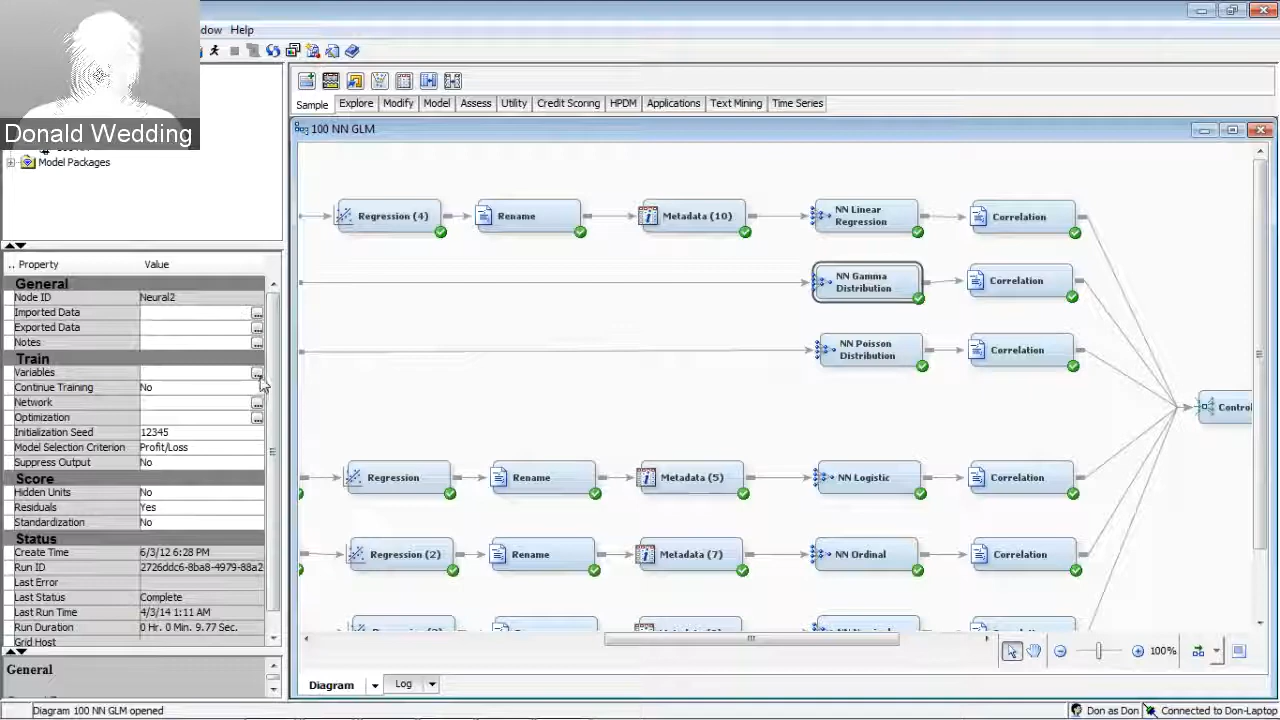 dow Help
Donald Wedding
Model Packages
Sample Explore Modify Model Assess Utility Credit Scoring HPDM Applications Text Mining Time Series
100 NN GLM
Regression (4) Rename Metadata (10) NN Linear Regression Correlation
NN Gamma Distribution Correlation
NN Poisson Distribution Correlation
Control
Regression Rename Metadata (5) NN Logistic Correlation
Regression (2) Rename Metadata (7) NN Ordinal Correlation
.. Property Value
General
Node ID Neural2
Imported Data ...
Exported Data ...
Notes ...
Train
Variables ...
Continue Training No
Network ...
Optimization ...
Initialization Seed 12345
Model Selection Criterion Profit/Loss
Suppress Output No
Score
Hidden Units No
Residuals Yes
Standardization No
Status
Create Time 6/3/12 6:28 PM
Run ID 2726ddc6-8ba8-4979-88a2
Last Error
Last Status Complete
Last Run Time 4/3/14 1:11 AM
Run Duration 0 Hr. 0 Min. 9.77 Sec.
Grid Host
General
100%
Diagram Log
Diagram 100 NN GLM opened Don as Don Connected to Don-Laptop